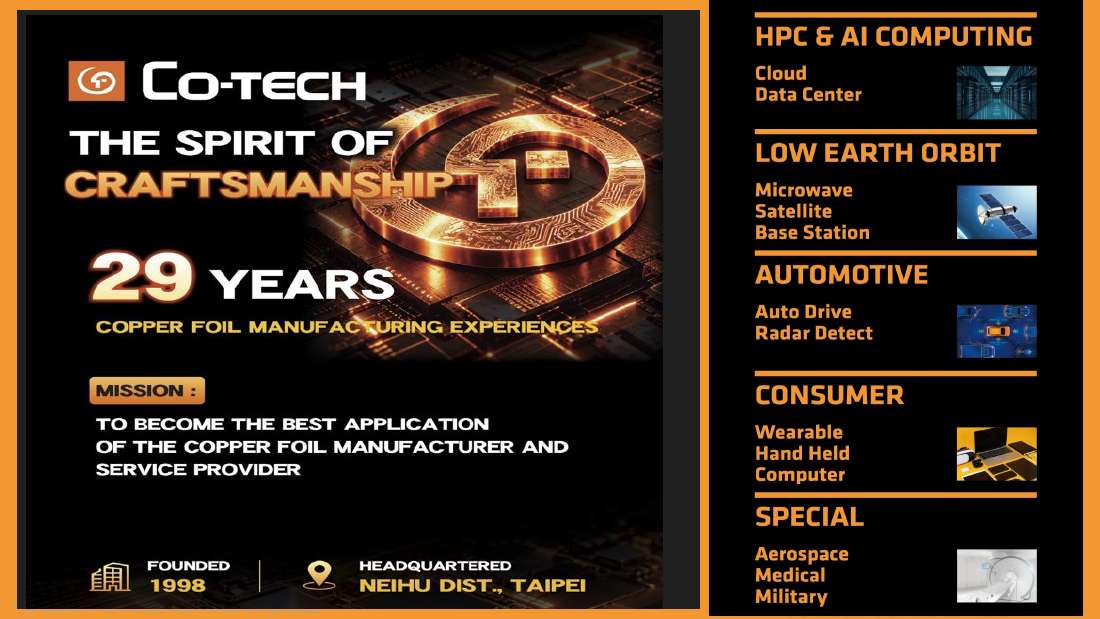 CO-TECH
THE SPIRIT OF
CRAFTSMANSHIP
29 YEARS
COPPER FOIL MANUFACTURING EXPERIENCES
MISSION :
TO BECOME THE BEST APPLICATION
OF THE COPPER FOIL MANUFACTURER AND
SERVICE PROVIDER
FOUNDED
1998
HEADQUARTERED
NEIHU DIST., TAIPEI
HPC & AI COMPUTING
Cloud
Data Center
LOW EARTH ORBIT
Microwave
Satellite
Base Station
AUTOMOTIVE
Auto Drive
Radar Detect
CONSUMER
Wearable
Hand Held
Computer
SPECIAL
Aerospace
Medical
Military